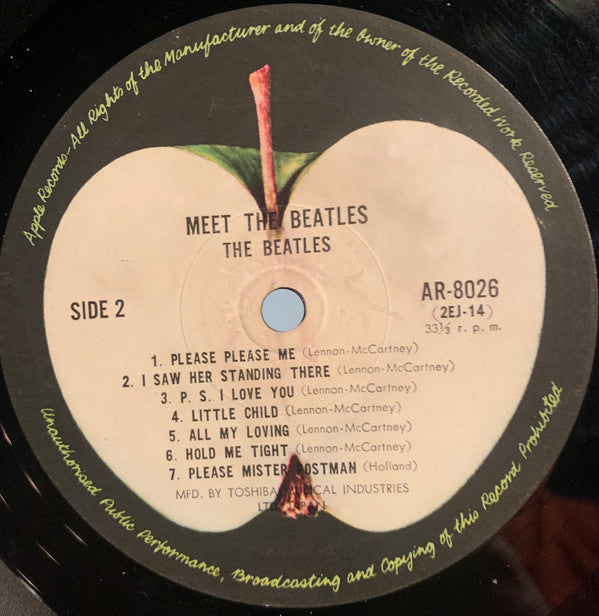 Apple Records-All Rights of the Manufacturer and of the Owner of the Recorded Work Reserved
MEET THE BEATLES
THE BEATLES
SIDE 2
AR-8026
(2EJ-14)
33⅓ r. p. m.
1. PLEASE PLEASE ME (Lennon-McCartney)
2. I SAW HER STANDING THERE (Lennon-McCartney)
3. P. S. I LOVE YOU (Lennon-McCartney)
4. LITTLE CHILD (Lennon-McCartney)
5. ALL MY LOVING (Lennon-McCartney)
6. HOLD ME TIGHT (Lennon-McCartney)
7. PLEASE MISTER POSTMAN (Holland)
MFD. BY TOSHIBA MUSICAL INDUSTRIES
LTD.
Unauthorised Public Performance, Broadcasting and Copying of this Record Prohibited